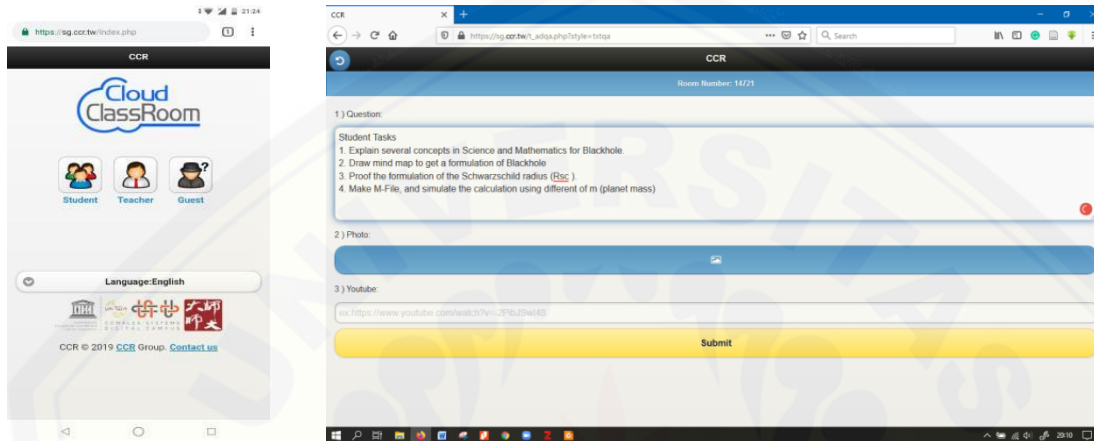 21:24
https://sg.ccr.tw/index.php
1
CCR
Cloud
ClassRoom
Student Teacher Guest
Language:English
CCR © 2019 CCR Group. Contact us
CCR
https://sg.ccr.tw/t_adqa.php?style=txtqa
Search
CCR
Room Number: 14721
1 ) Question:
Student Tasks
1. Explain several concepts in Science and Mathematics for Blackhole.
2. Draw mind map to get a formulation of Blackhole
3. Proof the formulation of the Schwarzschild radius (Rsc ).
4. Make M-File, and simulate the calculation using different of m (planet mass)
2 ) Photo:
3 ) Youtube:
Submit
20:10
UNIVERSITAS